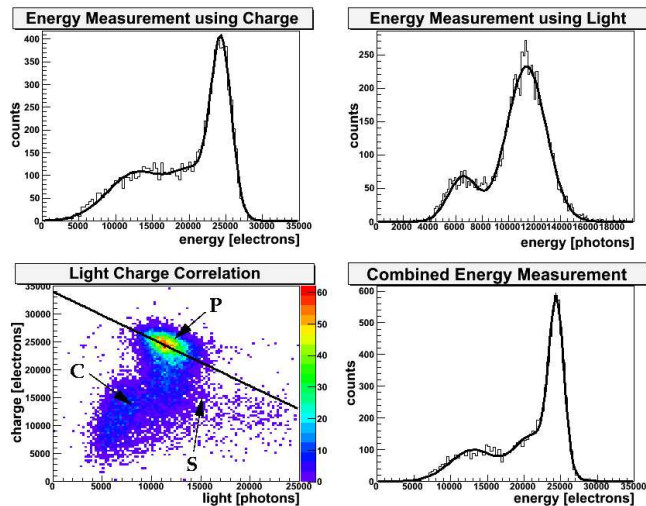 Energy Measurement using Charge
counts
400
350
300
250
200
150
100
50
0
0 5000 10000 15000 20000 25000 30000 35000
energy [electrons]
Energy Measurement using Light
counts
250
200
150
100
50
0
0 2000 4000 6000 8000 10000 12000 14000 16000 18000
energy [photons]
Light Charge Correlation
charge [electrons]
35000
30000
25000
20000
15000
10000
5000
0
0 5000 10000 15000 20000 25000
light [photons]
P
C
S
60
50
40
30
20
10
0
Combined Energy Measurement
counts
600
500
400
300
200
100
0
0 5000 10000 15000 20000 25000 30000 35000
energy [electrons]